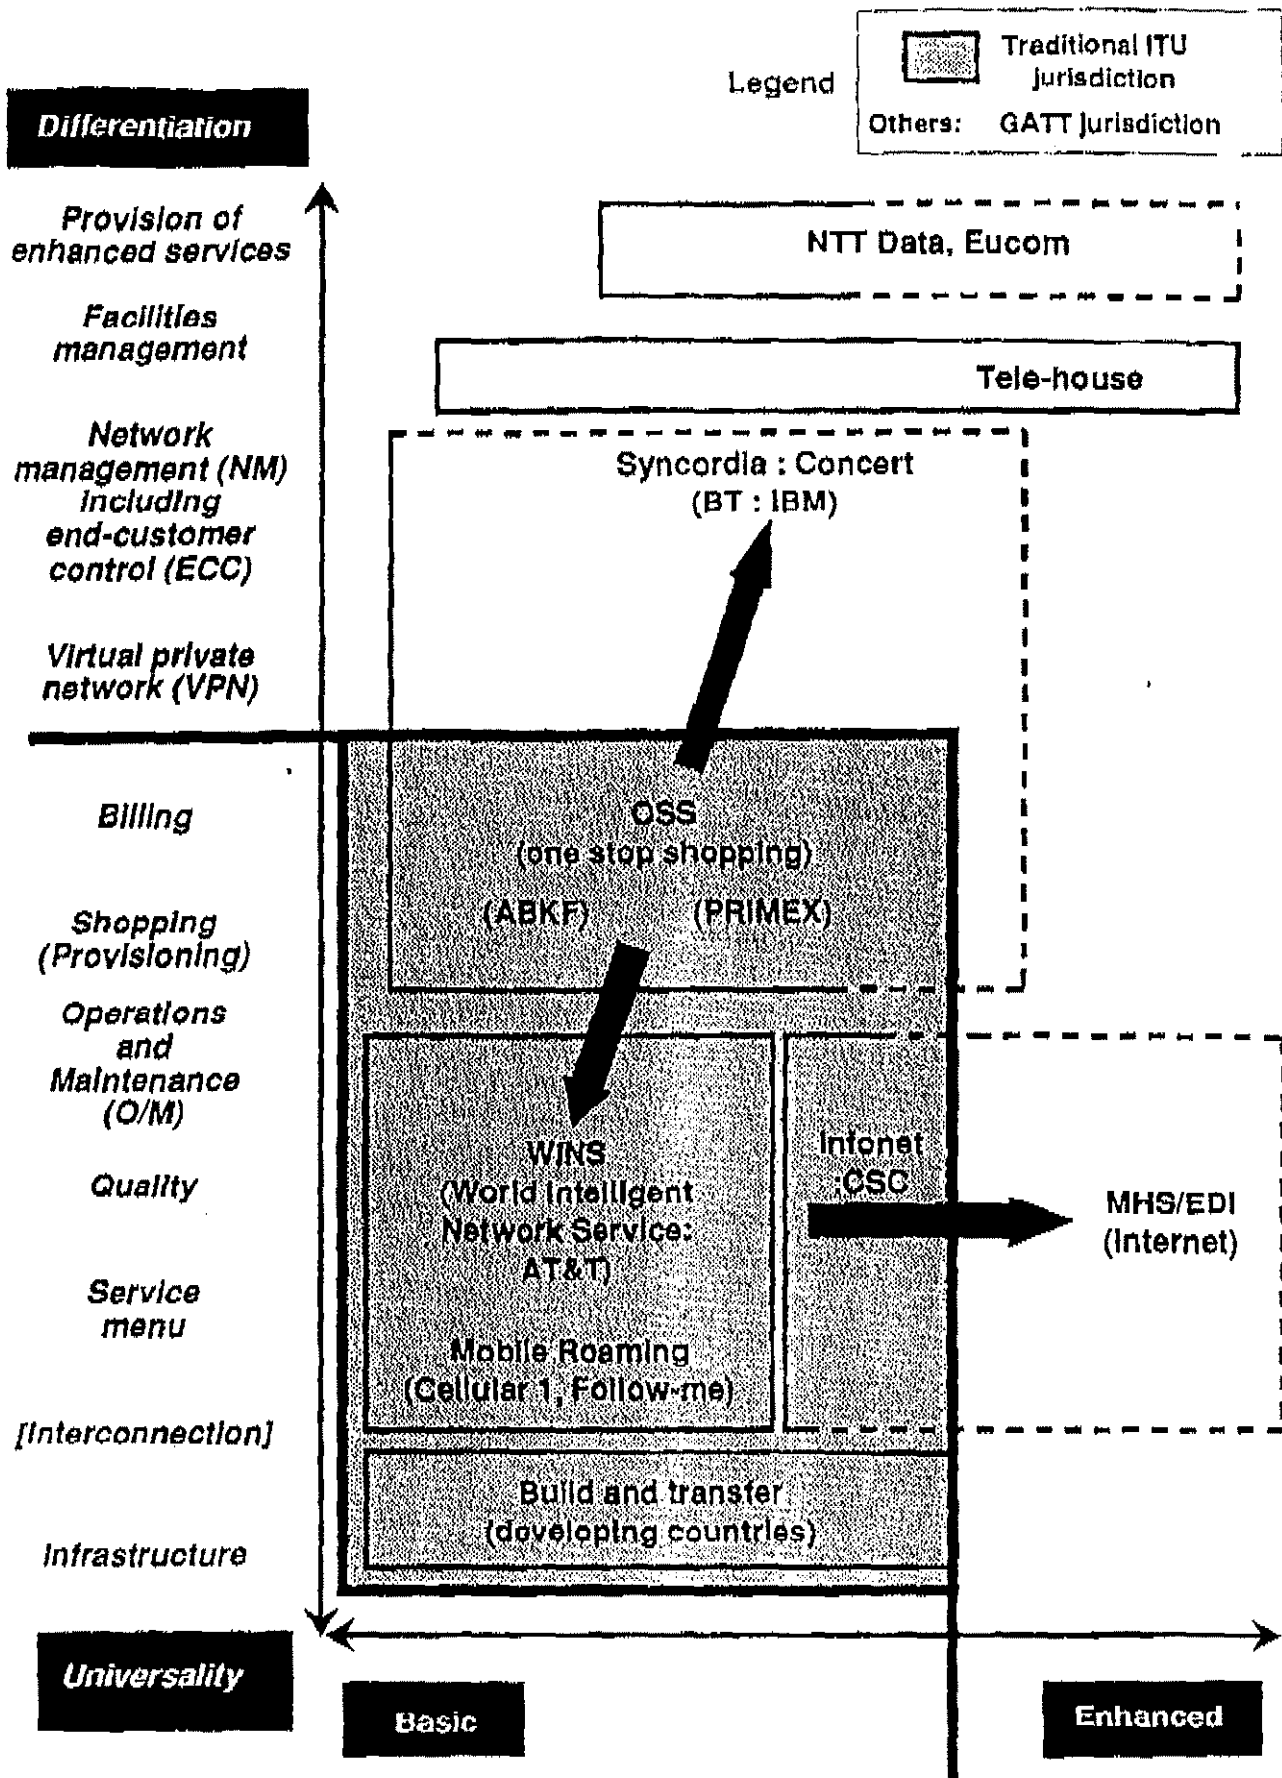 Legend
Traditional ITU
jurisdiction
Others: GATT jurisdiction
Differentiation
Provision of
enhanced services
Facilities
management
Network
management (NM)
including
end-customer
control (ECC)
Virtual private
network (VPN)
Billing
Shopping
(Provisioning)
Operations
and
Maintenance
(O/M)
Quality
Service
menu
[Interconnection]
Infrastructure
Universality
NTT Data, Eucom
Tele-house
Syncordia : Concert
(BT : IBM)
OSS
(one stop shopping)
(ABKF) (PRIMEX)
WINS
(World Intelligent
Network Service:
AT&T)
Mobile Roaming
(Cellular 1, Follow-me)
Infonet
:CSC
MHS/EDI
(Internet)
Build and transfer
(developing countries)
Basic
Enhanced